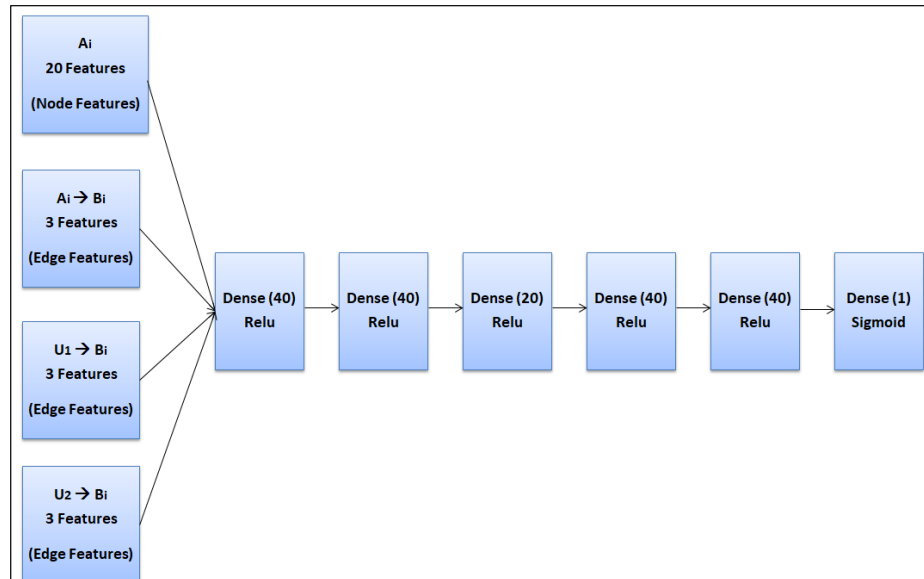 Ai
20 Features
(Node Features)
Ai → Bi
3 Features
(Edge Features)
U1 → Bi
3 Features
(Edge Features)
U2 → Bi
3 Features
(Edge Features)
Dense (40)
Relu
Dense (40)
Relu
Dense (20)
Relu
Dense (40)
Relu
Dense (40)
Relu
Dense (1)
Sigmoid